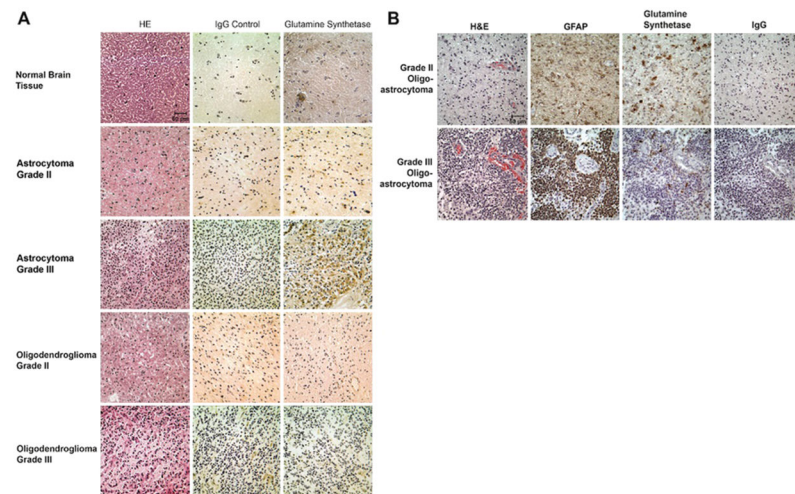 A
HE
IgG Control
Glutamine Synthetase
Normal Brain
Tissue
Astrocytoma
Grade II
Astrocytoma
Grade III
Oligodendroglioma
Grade II
Oligodendroglioma
Grade III
B
H&E
GFAP
Glutamine
Synthetase
IgG
Grade II
Oligo-
astrocytoma
Grade III
Oligo-
astrocytoma